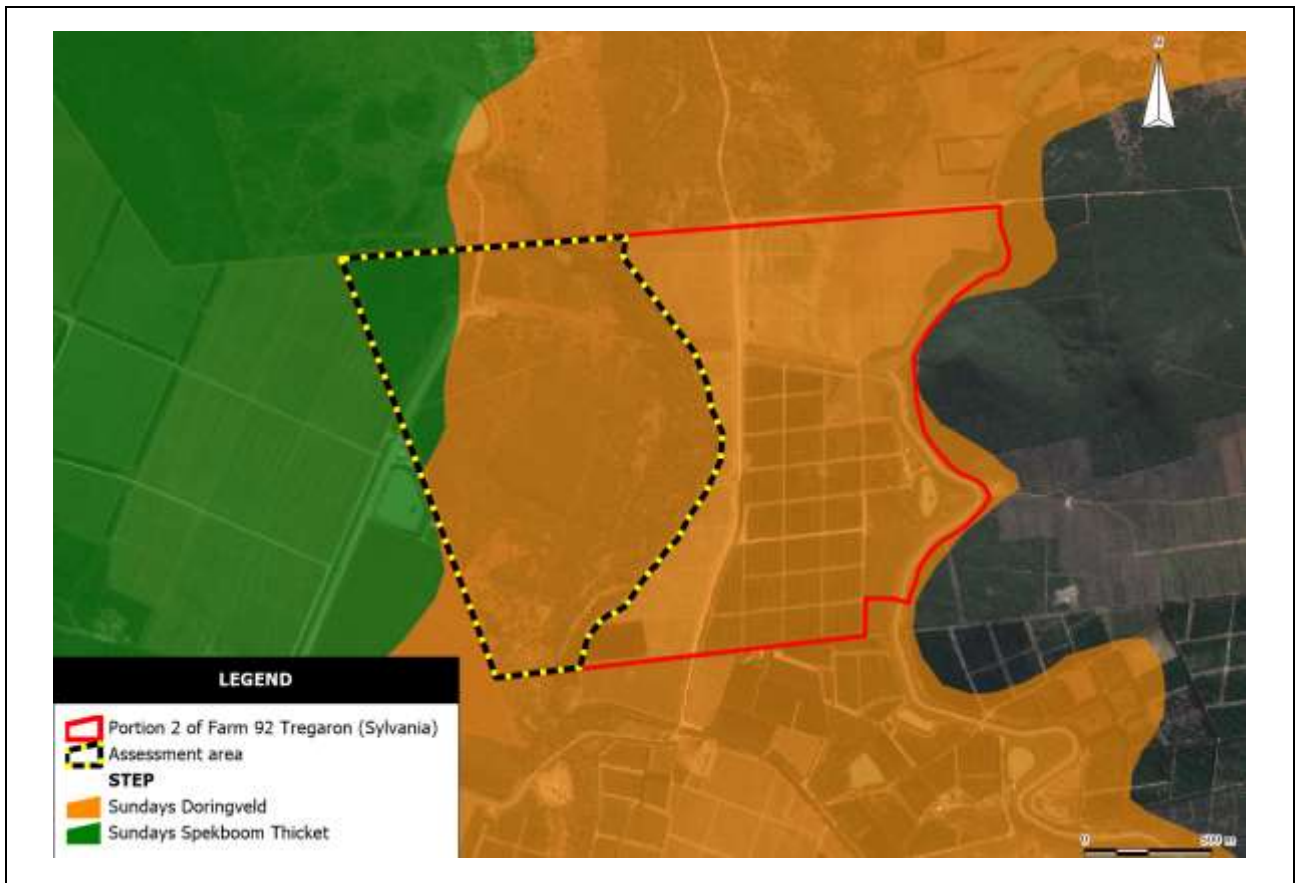 N
LEGEND
Portion 2 of Farm 92 Tregaron (Sylvania)
Assessment area
STEP
Sundays Doringveld
Sundays Spekboom Thicket
0 500 m